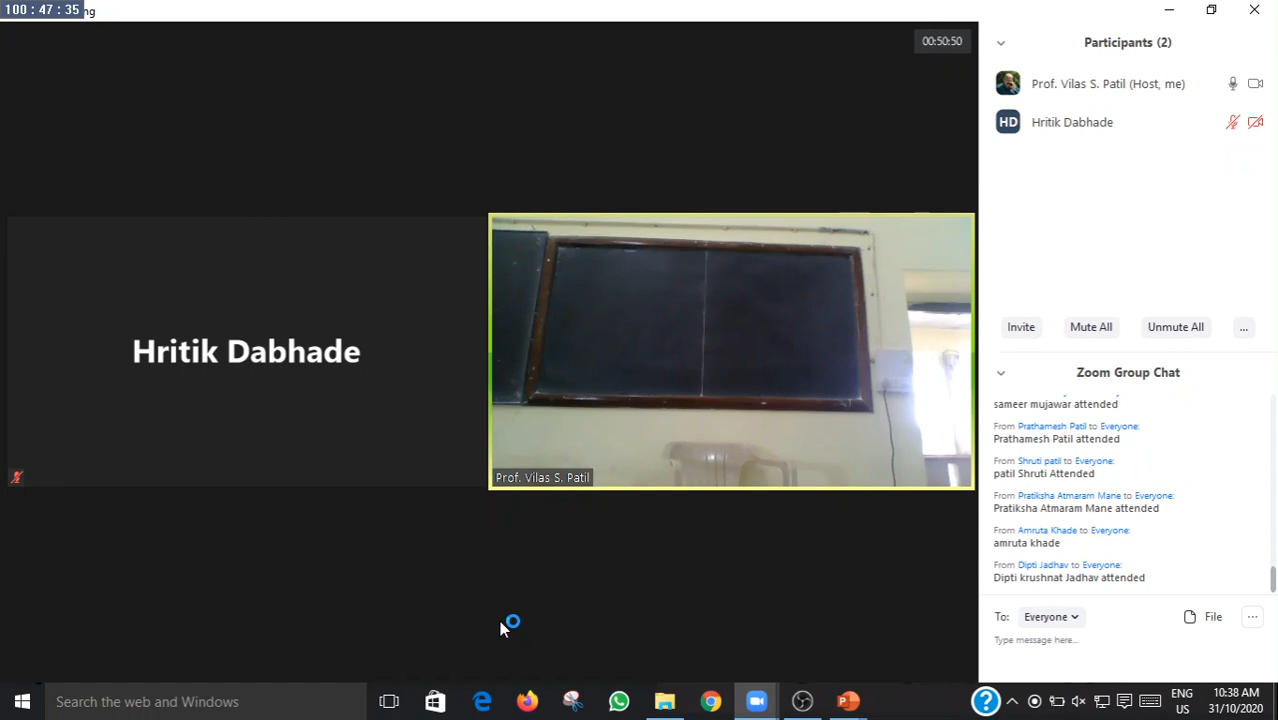 100 : 47 : 35
ng
00:50:50
Participants (2)
Prof. Vilas S. Patil (Host, me)
HD Hritik Dabhade
Hritik Dabhade
Prof. Vilas S. Patil
Invite Mute All Unmute All ...
Zoom Group Chat
sameer mujawar attended
From Prathamesh Patil to Everyone:
Prathamesh Patil attended
From Shruti patil to Everyone:
patil Shruti Attended
From Pratiksha Atmaram Mane to Everyone:
Pratiksha Atmaram Mane attended
From Amruta Khade to Everyone:
amruta khade
From Dipti Jadhav to Everyone:
Dipti krushnat Jadhav attended
To: Everyone File ...
Type message here...
Search the web and Windows
ENG
US
10:38 AM
31/10/2020